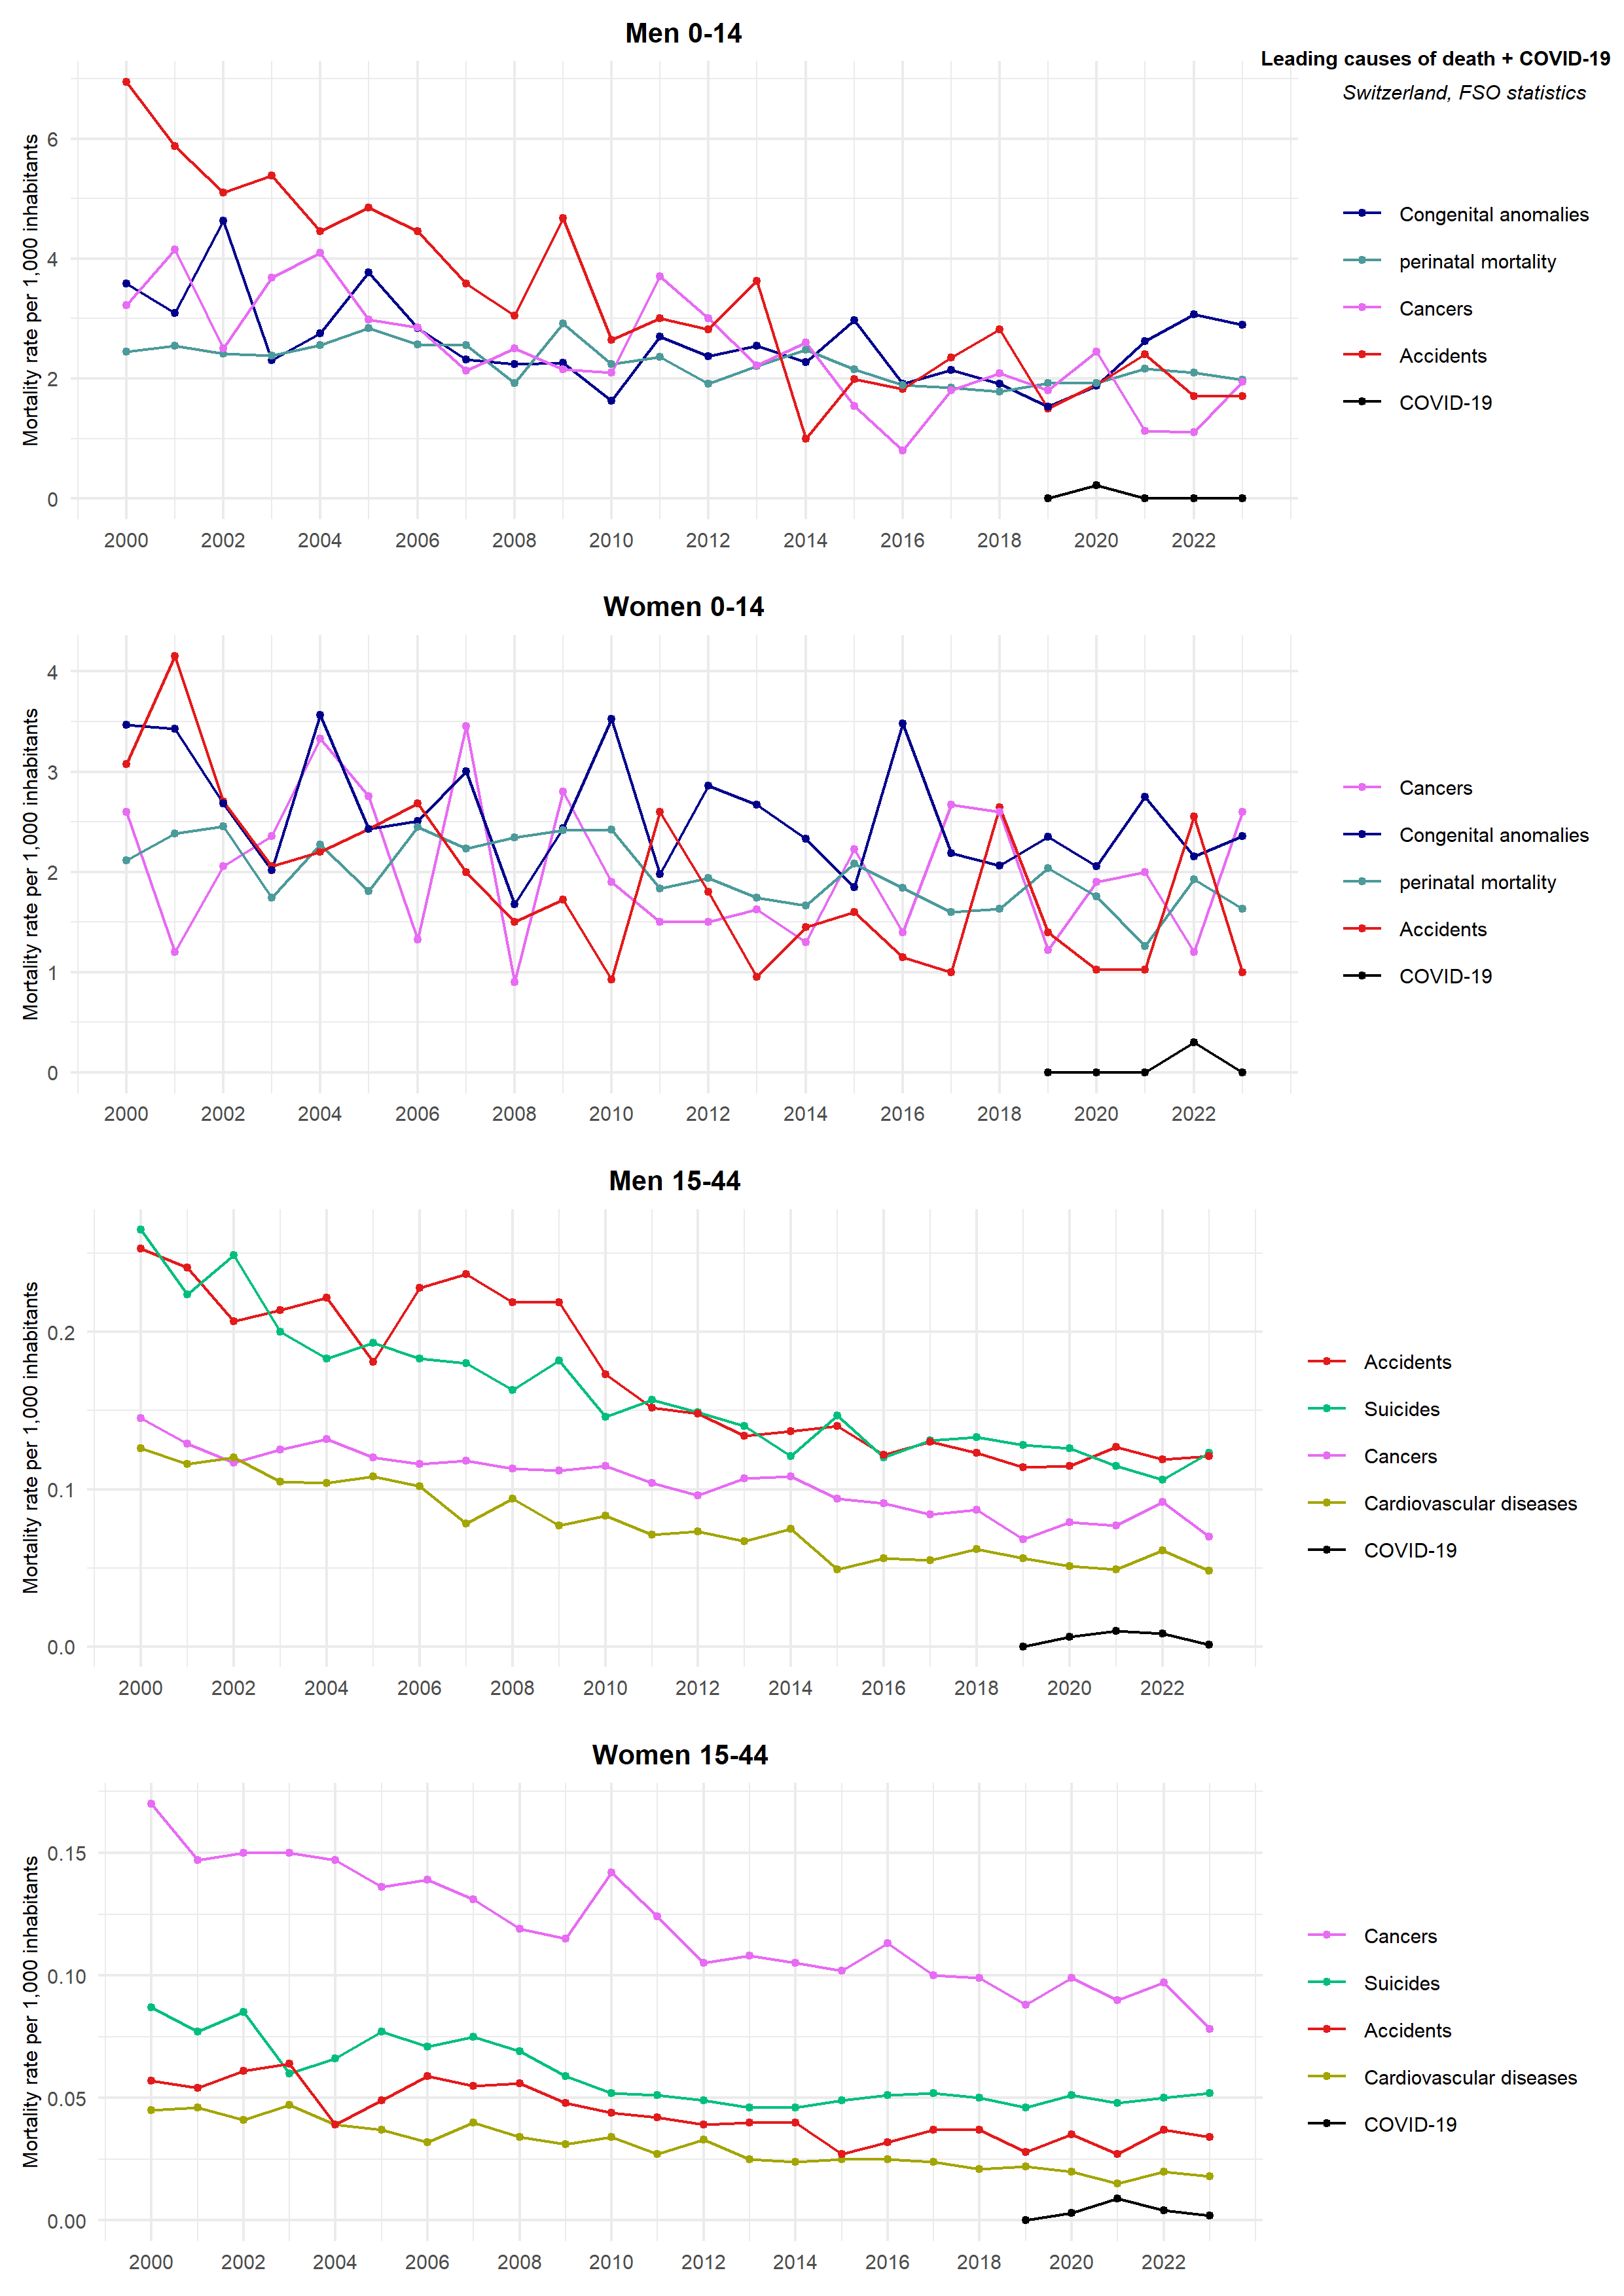 Men 0-14
Leading causes of death + COVID-19
Switzerland, FSO statistics
Mortality rate per 1,000 inhabitants
6
4
2
0
2000 2002 2004 2006 2008 2010 2012 2014 2016 2018 2020 2022
Congenital anomalies
perinatal mortality
Cancers
Accidents
COVID-19
Women 0-14
Mortality rate per 1,000 inhabitants
4
3
2
1
0
2000 2002 2004 2006 2008 2010 2012 2014 2016 2018 2020 2022
Cancers
Congenital anomalies
perinatal mortality
Accidents
COVID-19
Men 15-44
Mortality rate per 1,000 inhabitants
0.2
0.1
0.0
2000 2002 2004 2006 2008 2010 2012 2014 2016 2018 2020 2022
Accidents
Suicides
Cancers
Cardiovascular diseases
COVID-19
Women 15-44
Mortality rate per 1,000 inhabitants
0.15
0.10
0.05
0.00
2000 2002 2004 2006 2008 2010 2012 2014 2016 2018 2020 2022
Cancers
Suicides
Accidents
Cardiovascular diseases
COVID-19